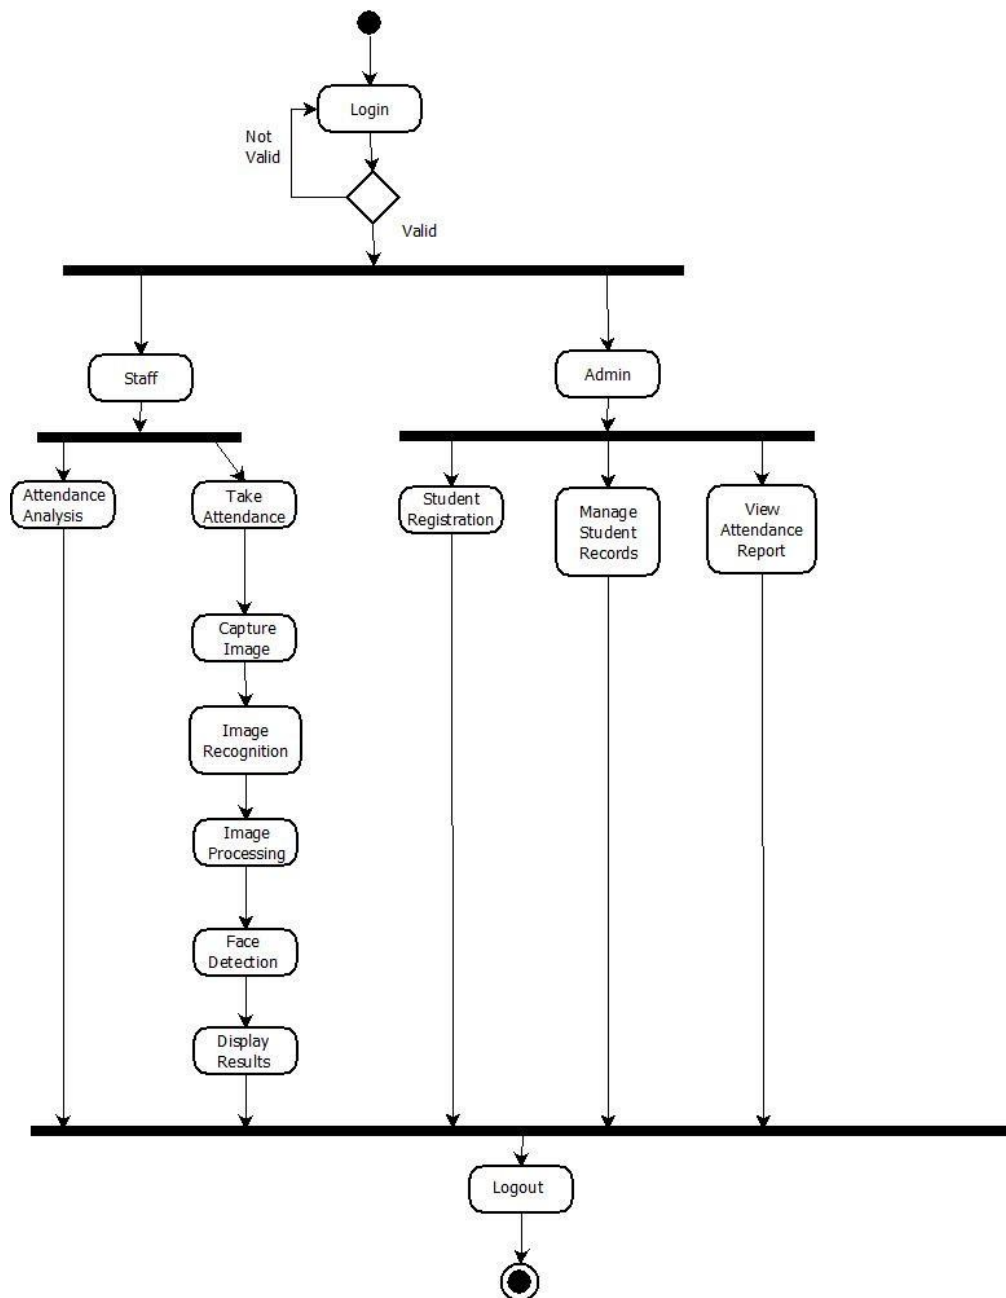 Login
Not
Valid
Valid
Staff
Admin
Attendance
Analysis
Take
Attendance
Student
Registration
Manage
Student
Records
View
Attendance
Report
Capture
Image
Image
Recognition
Image
Processing
Face
Detection
Display
Results
Logout